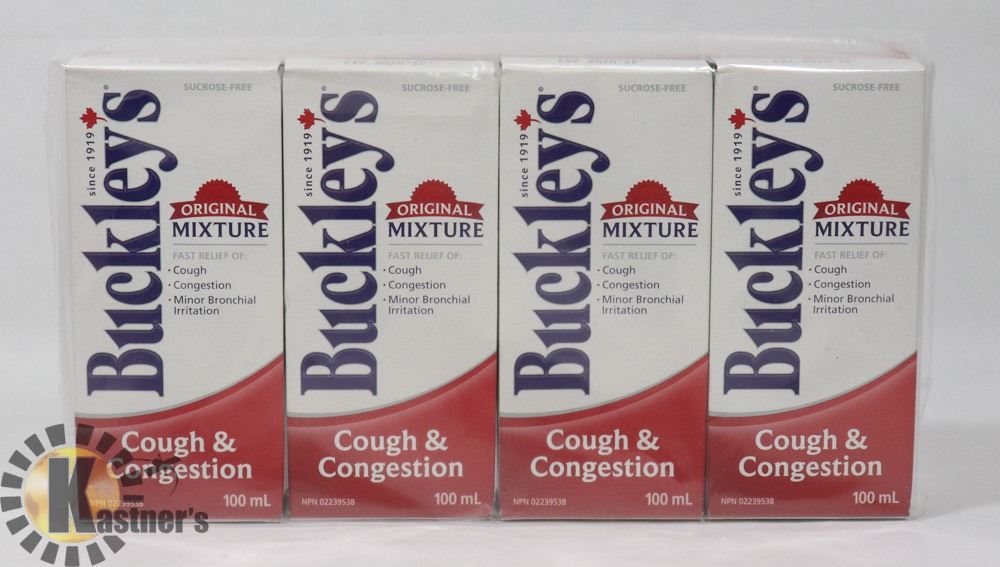 SUCROSE-FREE
since 1919
Buckley's
ORIGINAL
MIXTURE
FAST RELIEF OF:
• Cough
• Congestion
• Minor Bronchial
Irritation
Cough &
Congestion
NPN 02239538
100 mL
SUCROSE-FREE
since 1919
Buckley's
ORIGINAL
MIXTURE
FAST RELIEF OF:
• Cough
• Congestion
• Minor Bronchial
Irritation
Cough &
Congestion
NPN 02239538
100 mL
SUCROSE-FREE
since 1919
Buckley's
ORIGINAL
MIXTURE
FAST RELIEF OF:
• Cough
• Congestion
• Minor Bronchial
Irritation
Cough &
Congestion
NPN 02239538
100 mL
SUCROSE-FREE
since 1919
Buckley's
ORIGINAL
MIXTURE
FAST RELIEF OF:
• Cough
• Congestion
• Minor Bronchial
Irritation
Cough &
Congestion
NPN 02239538
100 mL
Kastner's